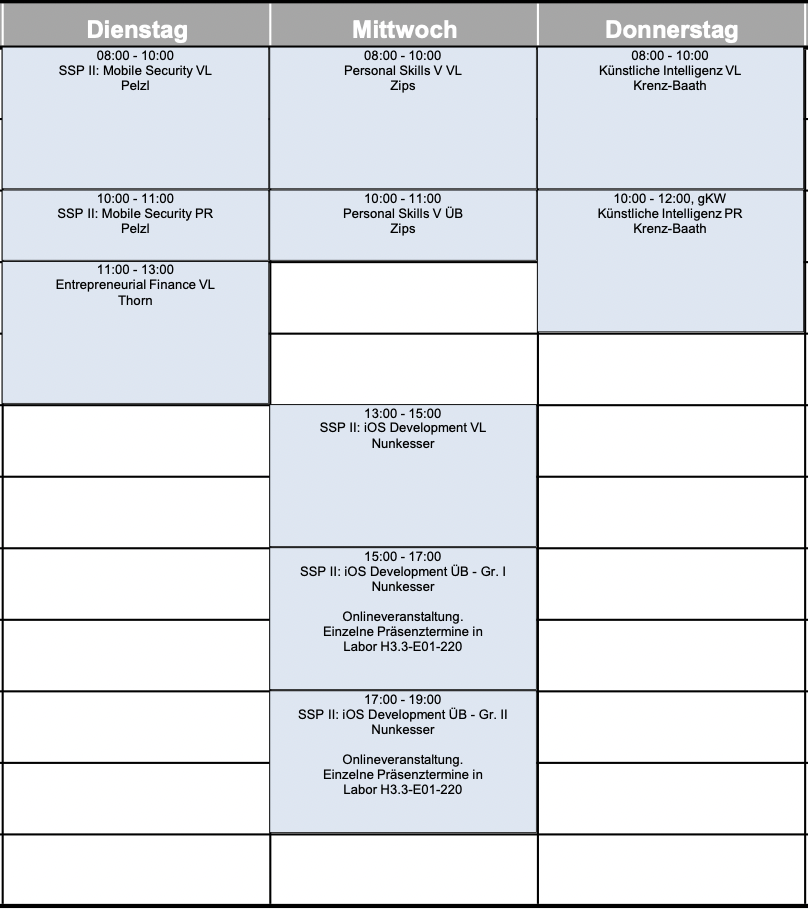 Dienstag
Mittwoch
Donnerstag
08:00 - 10:00
SSP II: Mobile Security VL
Pelzl
10:00 - 11:00
SSP II: Mobile Security PR
Pelzl
11:00 - 13:00
Entrepreneurial Finance VL
Thorn
08:00 - 10:00
Personal Skills V VL
Zips
10:00 - 11:00
Personal Skills V ÜB
Zips
13:00 - 15:00
SSP II: iOS Development VL
Nunkesser
15:00 - 17:00
SSP II: iOS Development ÜB - Gr. I
Nunkesser
Onlineveranstaltung.
Einzelne Präsenztermine in
Labor H3.3-E01-220
17:00 - 19:00
SSP II: iOS Development ÜB - Gr. II
Nunkesser
Onlineveranstaltung.
Einzelne Präsenztermine in
Labor H3.3-E01-220
08:00 - 10:00
Künstliche Intelligenz VL
Krenz-Baath
10:00 - 12:00, gKW
Künstliche Intelligenz PR
Krenz-Baath